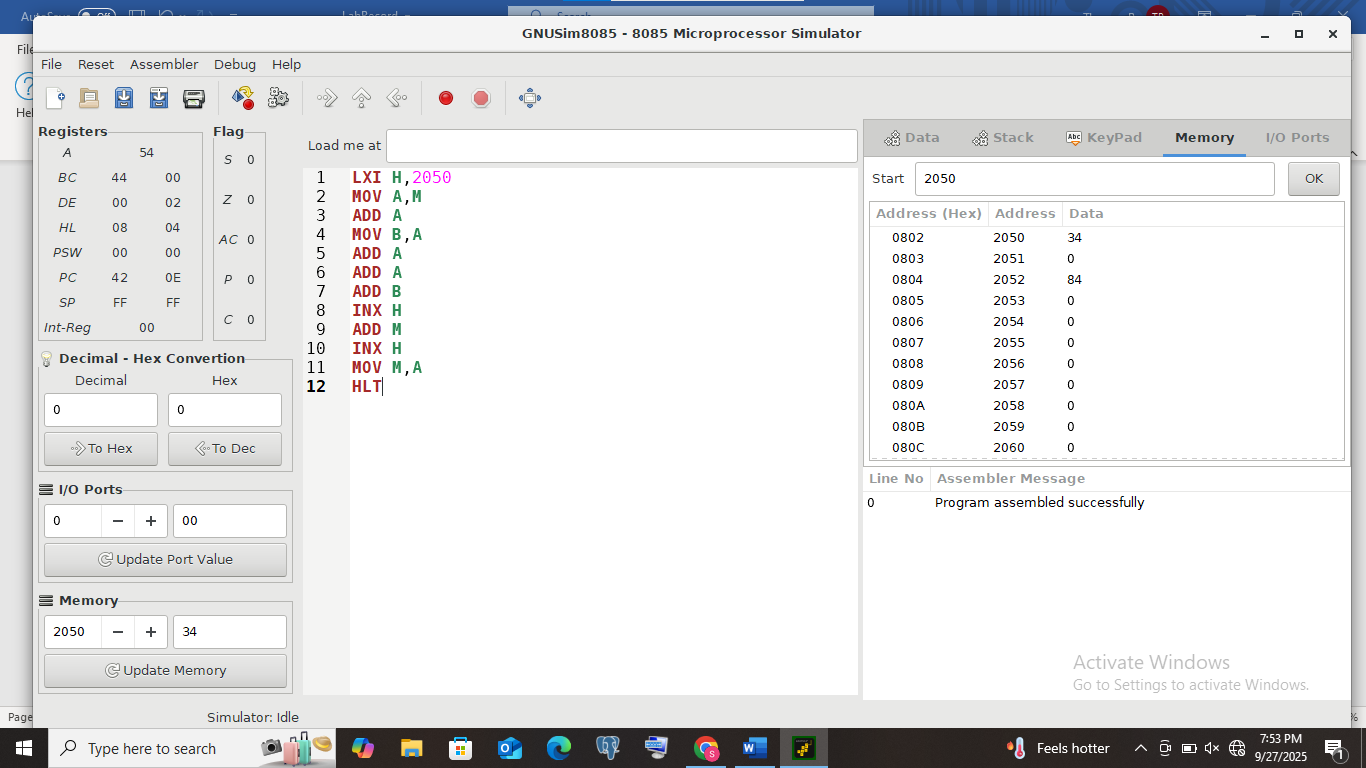 AutoSave Off LabRecord Search
File
Help
GNUSim8085 - 8085 Microprocessor Simulator
File Reset Assembler Debug Help
Registers
A 54
BC 44 00
DE 00 02
HL 08 04
PSW 00 00
PC 42 0E
SP FF FF
Int-Reg 00
Flag
S 0
Z 0
AC 0
P 0
C 0
Decimal - Hex Convertion
Decimal Hex
0 0
To Hex To Dec
I/O Ports
0 − + 00
Update Port Value
Memory
2050 − + 34
Update Memory
Load me at
1 LXI H,2050
2 MOV A,M
3 ADD A
4 MOV B,A
5 ADD A
6 ADD A
7 ADD B
8 INX H
9 ADD M
10 INX H
11 MOV M,A
12 HLT
Data Stack Abc KeyPad Memory I/O Ports
Start 2050 OK
Address (Hex) Address Data
0802 2050 34
0803 2051 0
0804 2052 84
0805 2053 0
0806 2054 0
0807 2055 0
0808 2056 0
0809 2057 0
080A 2058 0
080B 2059 0
080C 2060 0
Line No Assembler Message
0 Program assembled successfully
Activate Windows
Go to Settings to activate Windows.
Simulator: Idle
Page
%
Type here to search
S
W
Feels hotter
7:53 PM
9/27/2025
1